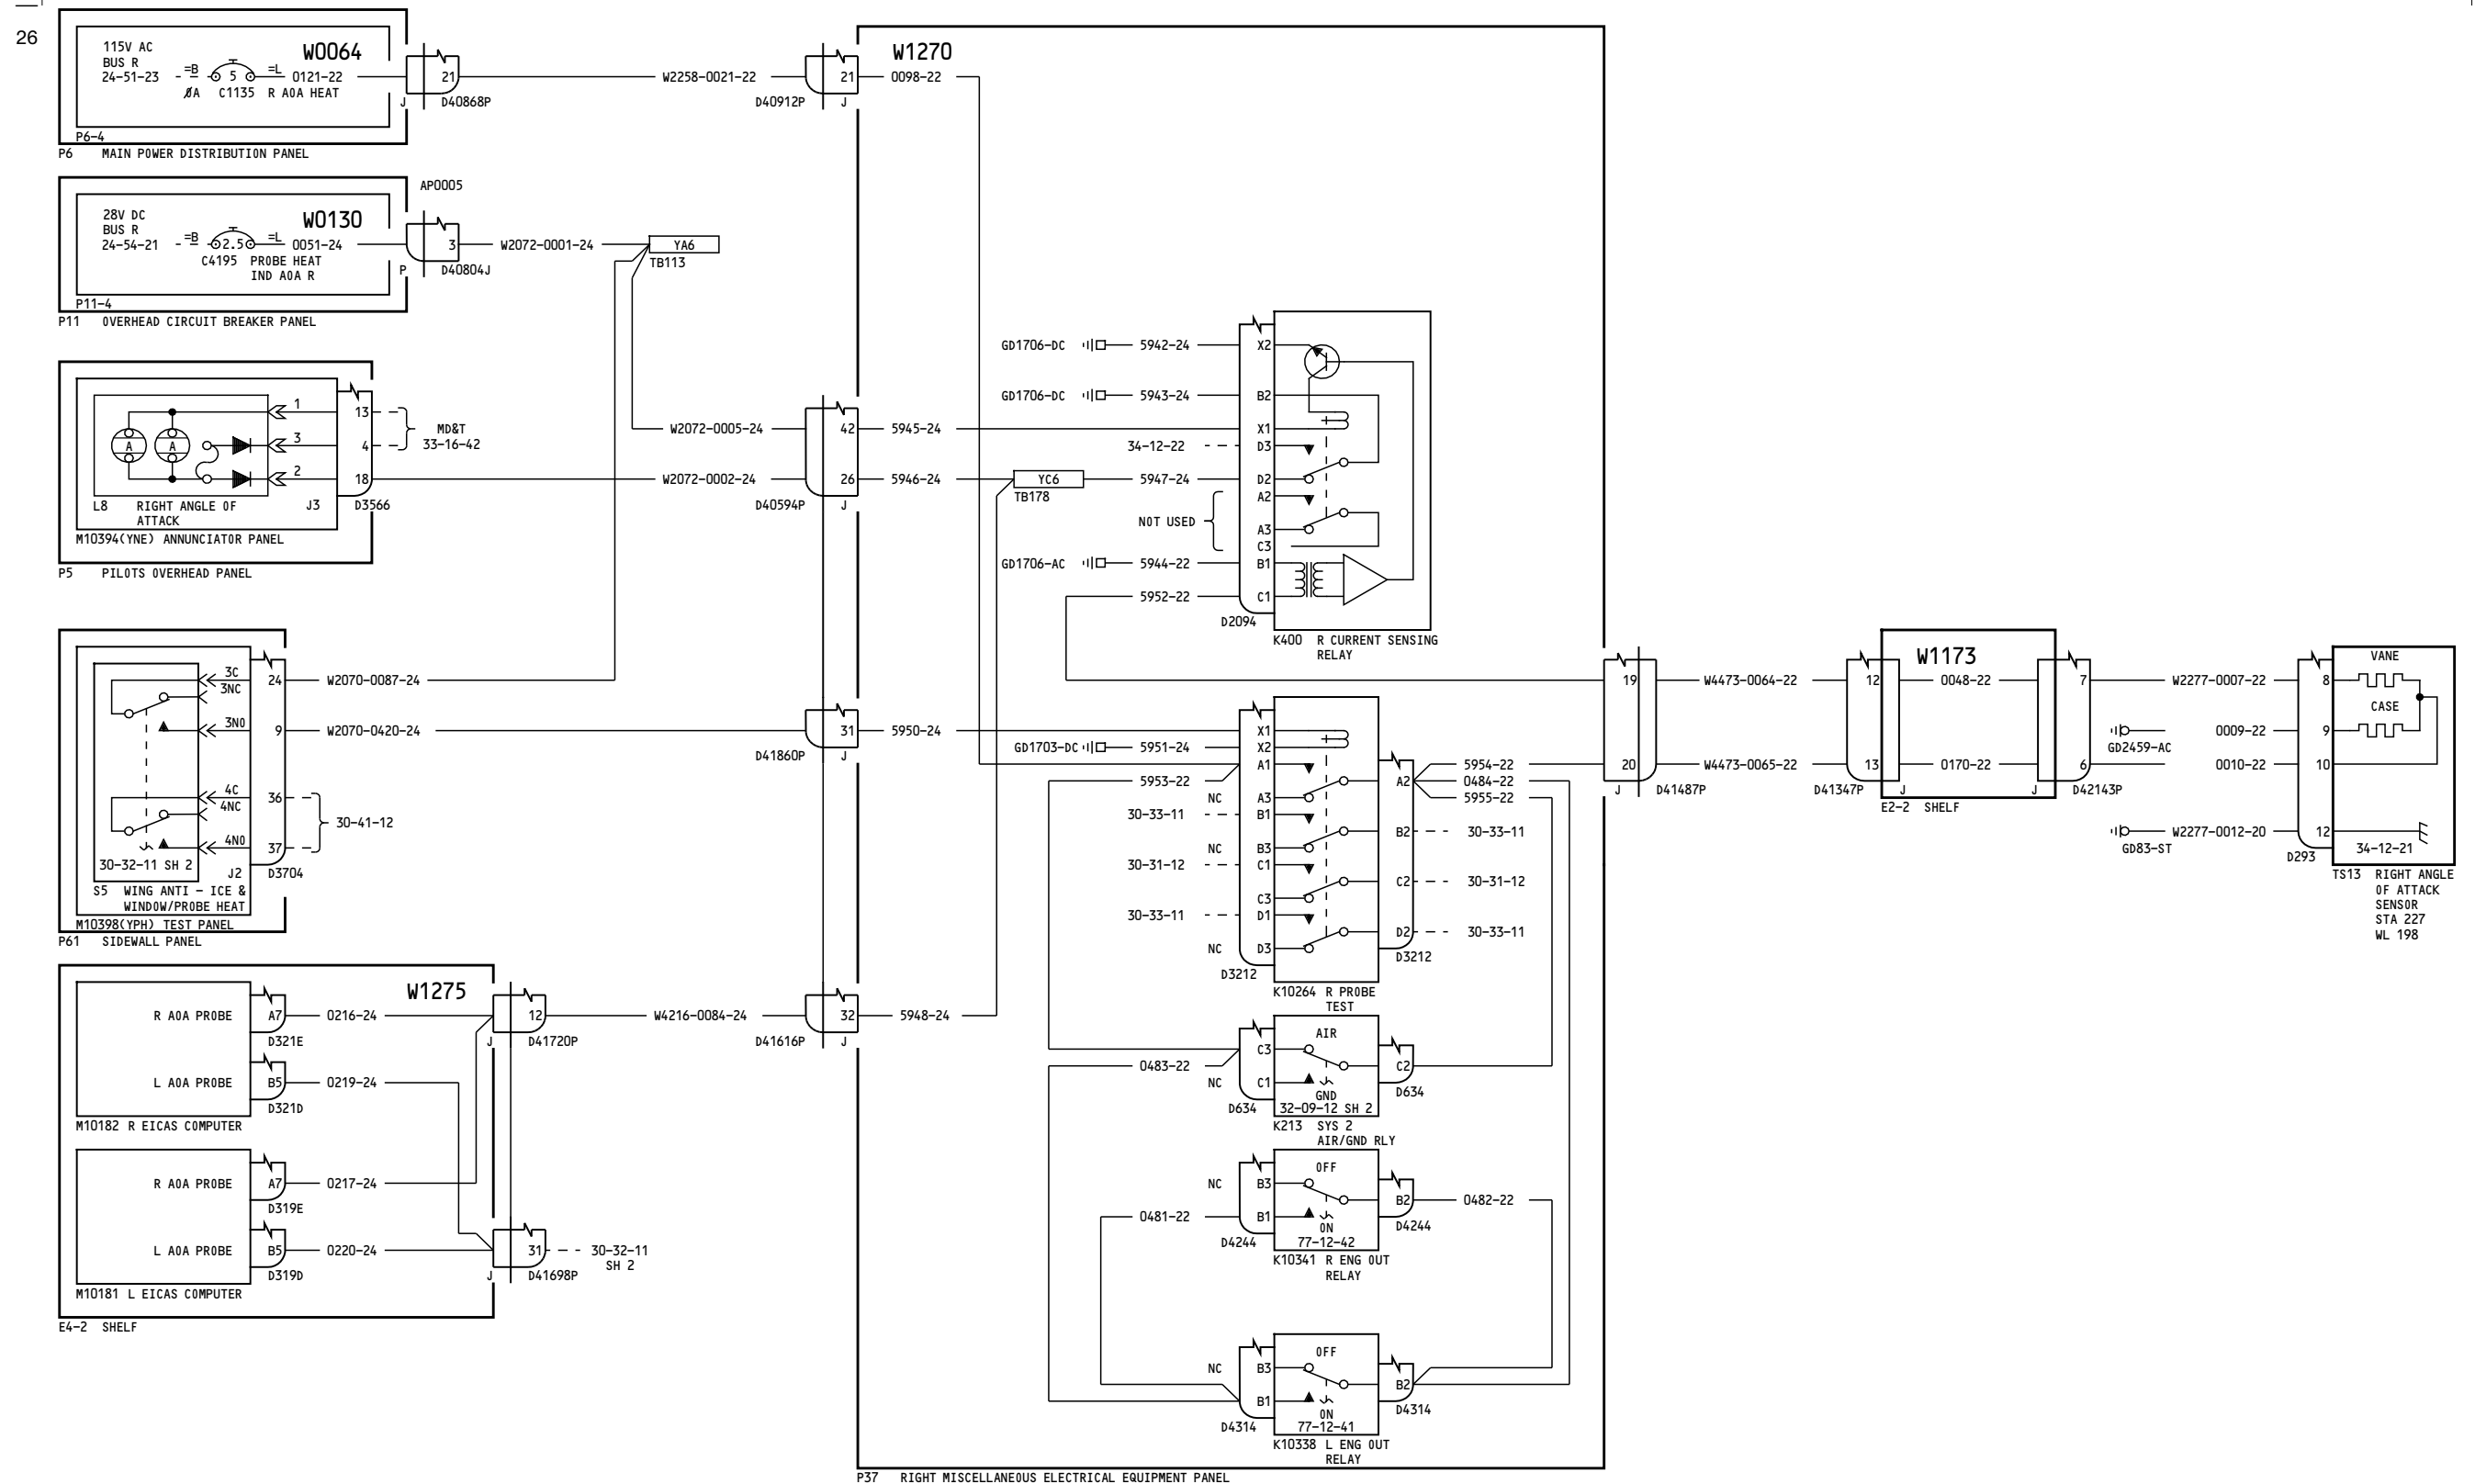 26
115V AC
BUS R
24-51-23
=B
5
=L
0121-22
W0064
ØA
C1135 R AOA HEAT
P6-4
P6 MAIN POWER DISTRIBUTION PANEL
J
21
D40868P
W2258-0021-22
D40912P
21
J
W1270
0098-22
28V DC
BUS R
24-54-21
=B
2.5
=L
0051-24
W0130
C4195 PROBE HEAT
IND AOA R
P11-4
P11 OVERHEAD CIRCUIT BREAKER PANEL
AP0005
P
3
D40804J
W2072-0001-24
YA6
TB113
A
A
1
3
2
13
4
18
MD&T
33-16-42
L8 RIGHT ANGLE OF
ATTACK
J3
D3566
M10394(YNE) ANNUNCIATOR PANEL
P5 PILOTS OVERHEAD PANEL
W2072-0005-24
W2072-0002-24
42
26
D40594P
J
5945-24
5946-24
YC6
TB178
GD1706-DC
5942-24
GD1706-DC
5943-24
34-12-22
5947-24
NOT USED
GD1706-AC
5944-22
5952-22
X2
B2
X1
D3
D2
A2
A3
C3
B1
C1
D2094
K400 R CURRENT SENSING
RELAY
3C
3NC
3NO
4C
4NC
4NO
24
9
36
37
30-32-11 SH 2
J2
D3704
S5 WING ANTI - ICE &
WINDOW/PROBE HEAT
M10398(YPH) TEST PANEL
P61 SIDEWALL PANEL
W2070-0087-24
W2070-0420-24
30-41-12
31
D41860P
J
5950-24
GD1703-DC
5951-24
5953-22
NC
30-33-11
NC
30-31-12
30-33-11
NC
X1
X2
A1
A3
B1
B3
C1
C3
D1
D3
D3212
A2
B2
C2
D2
D3212
5954-22
0484-22
5955-22
30-33-11
30-31-12
30-33-11
K10264 R PROBE
TEST
19
20
J
D41487P
W4473-0064-22
W4473-0065-22
12
13
D41347P
J
W1173
0048-22
0170-22
E2-2 SHELF
J
7
6
D42143P
W2277-0007-22
0009-22
GD2459-AC
0010-22
W2277-0012-20
GD83-ST
8
9
10
12
D293
VANE
CASE
34-12-21
TS13 RIGHT ANGLE
OF ATTACK
SENSOR
STA 227
WL 198
W1275
R AOA PROBE
A7
0216-24
D321E
L AOA PROBE
B5
0219-24
D321D
M10182 R EICAS COMPUTER
R AOA PROBE
A7
0217-24
D319E
L AOA PROBE
B5
0220-24
D319D
M10181 L EICAS COMPUTER
E4-2 SHELF
12
J
D41720P
W4216-0084-24
32
D41616P
J
5948-24
31
J
D41698P
30-32-11
SH 2
0483-22
NC
C3
C1
D634
AIR
GND
32-09-12 SH 2
C2
D634
K213 SYS 2
AIR/GND RLY
NC
0481-22
B3
B1
D4244
OFF
ON
77-12-42
B2
D4244
0482-22
K10341 R ENG OUT
RELAY
NC
B3
B1
D4314
OFF
ON
77-12-41
B2
D4314
K10338 L ENG OUT
RELAY
P37 RIGHT MISCELLANEOUS ELECTRICAL EQUIPMENT PANEL